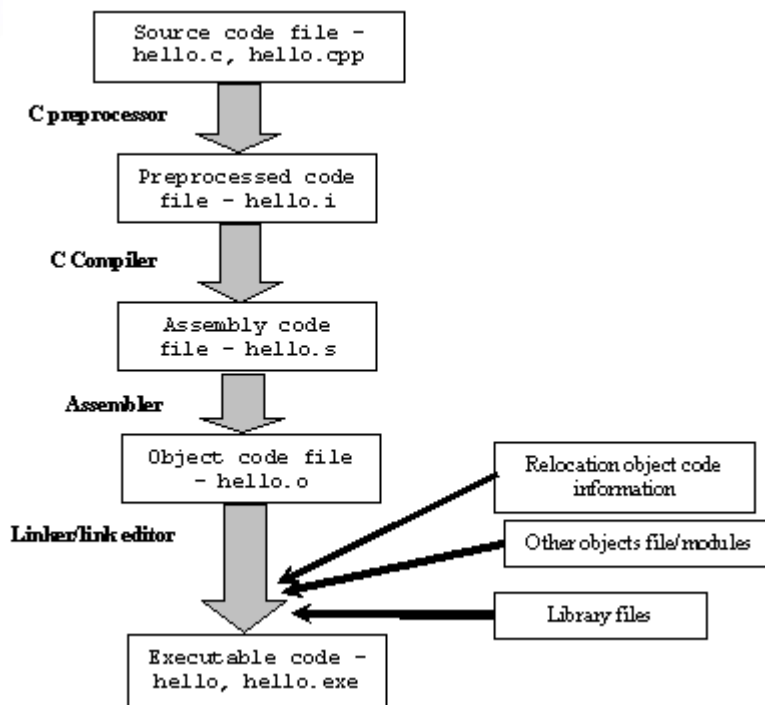 Source code file -
hello.c, hello.cpp
C preprocessor
Preprocessed code
file - hello.i
C Compiler
Assembly code
file - hello.s
Assembler
Object code file
- hello.o
Linker/link editor
Relocation object code
information
Other objects file/modules
Library files
Executable code -
hello, hello.exe